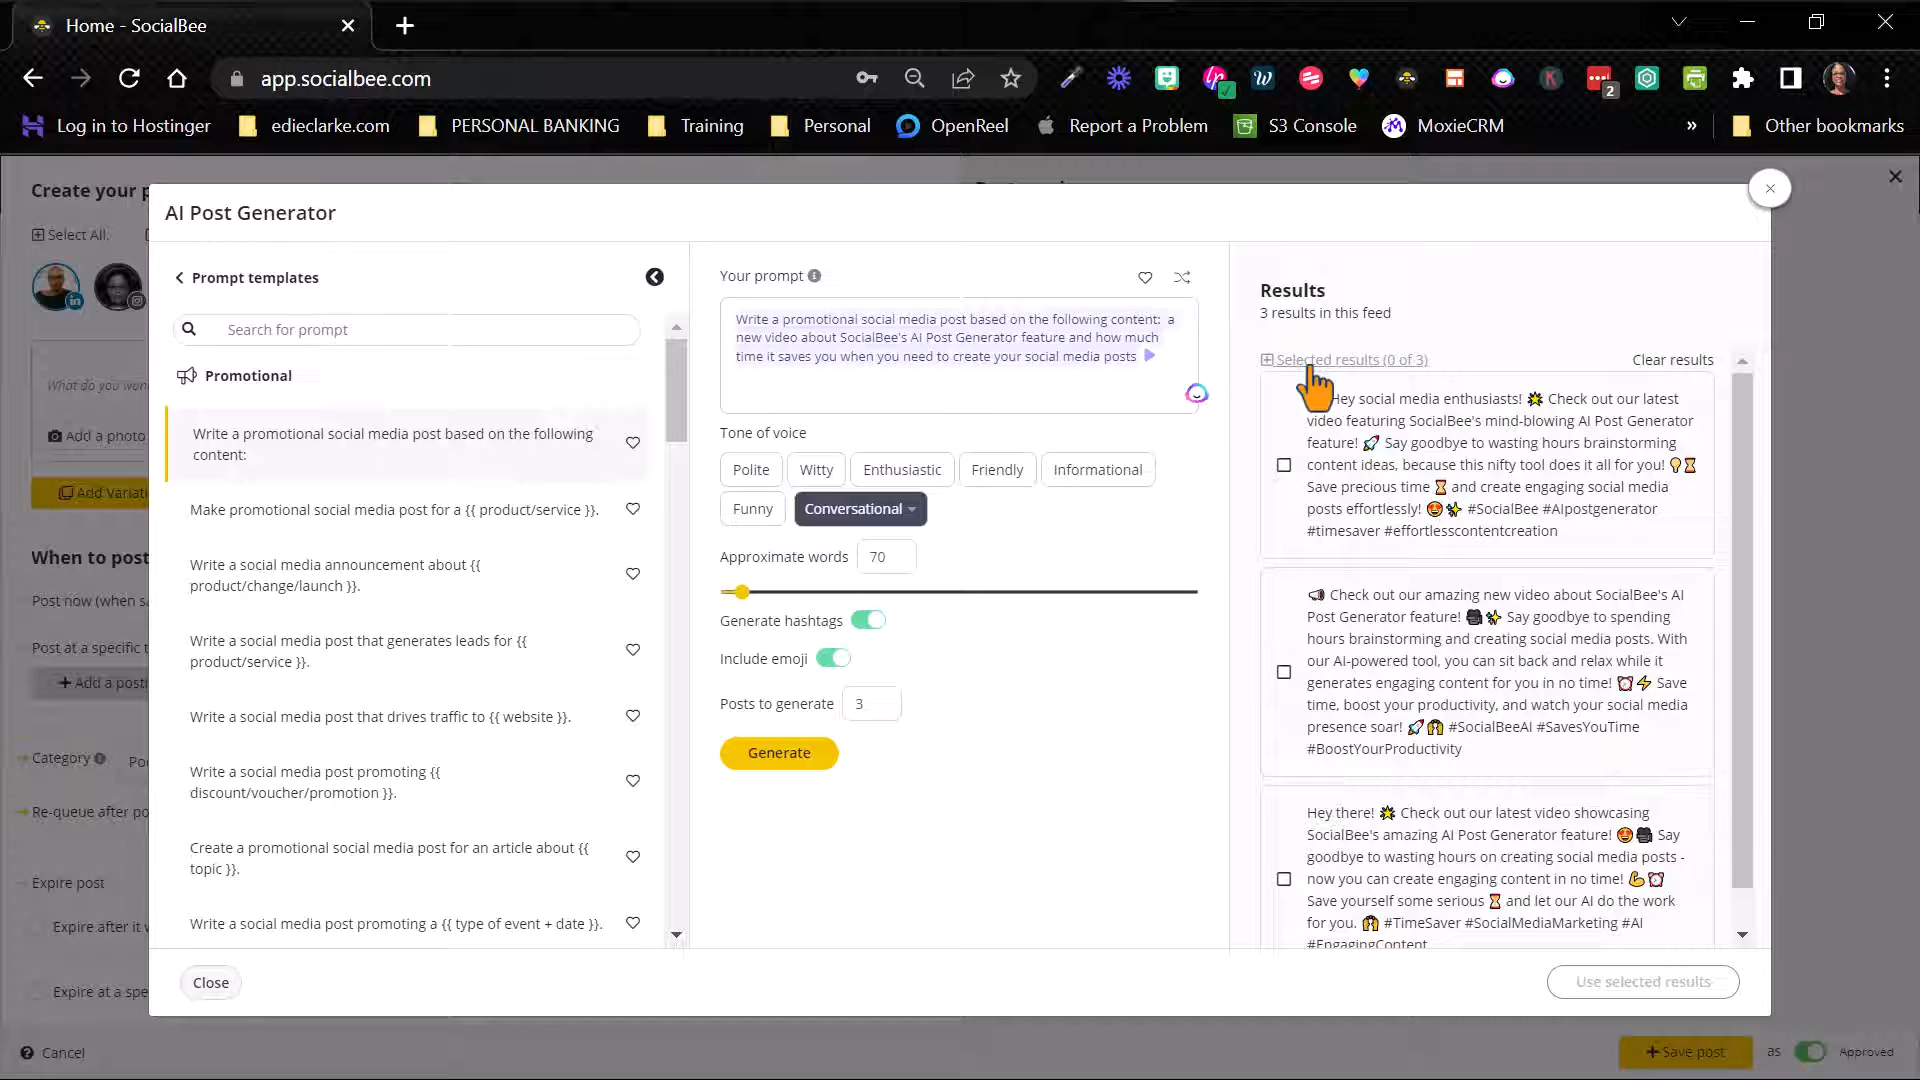 Home - SocialBee
app.socialbee.com
2
Log in to Hostinger
edieclarke.com
PERSONAL BANKING
Training
Personal
OpenReel
Report a Problem
S3 Console
MoxieCRM
»
Other bookmarks
Create your p
Select All.
What do you wan
Add a photo
Add Variati
When to post
Post now (when sa
Post at a specific t
+ Add a posti
Category
Po
Re-queue after po
Expire post
Expire after it w
Expire at a spe
Cancel
AI Post Generator
Prompt templates
Search for prompt
Promotional
Write a promotional social media post based on the following
content:
Make promotional social media post for a {{ product/service }}.
Write a social media announcement about {{
product/change/launch }}.
Write a social media post that generates leads for {{
product/service }}.
Write a social media post that drives traffic to {{ website }}.
Write a social media post promoting {{
discount/voucher/promotion }}.
Create a promotional social media post for an article about {{
topic }}.
Write a social media post promoting a {{ type of event + date }}.
Close
Your prompt
Write a promotional social media post based on the following content: a
new video about SocialBee's AI Post Generator feature and how much
time it saves you when you need to create your social media posts
Tone of voice
Polite
Witty
Enthusiastic
Friendly
Informational
Funny
Conversational
Approximate words
70
Generate hashtags
Include emoji
Posts to generate
3
Generate
Results
3 results in this feed
Selected results (0 of 3)
Clear results
Hey social media enthusiasts! 🌟 Check out our latest
video featuring SocialBee's mind-blowing AI Post Generator
feature! 🚀 Say goodbye to wasting hours brainstorming
content ideas, because this nifty tool does it all for you! 💡⌛
Save precious time ⌛ and create engaging social media
posts effortlessly! 🤩✨ #SocialBee #AIpostgenerator
#timesaver #effortlesscontentcreation
📣 Check out our amazing new video about SocialBee's AI
Post Generator feature! 🎥✨ Say goodbye to spending
hours brainstorming and creating social media posts. With
our AI-powered tool, you can sit back and relax while it
generates engaging content for you in no time! ⏰⚡ Save
time, boost your productivity, and watch your social media
presence soar! 🚀🙌 #SocialBeeAI #SavesYouTime
#BoostYourProductivity
Hey there! 🌟 Check out our latest video showcasing
SocialBee's amazing AI Post Generator feature! 🤩🎥 Say
goodbye to wasting hours on creating social media posts -
now you can create engaging content in no time! 💪⏰
Save yourself some serious ⌛ and let our AI do the work
for you. 🙌 #TimeSaver #SocialMediaMarketing #AI
#EngagingContent
Use selected results
+ Save post
as
Approved